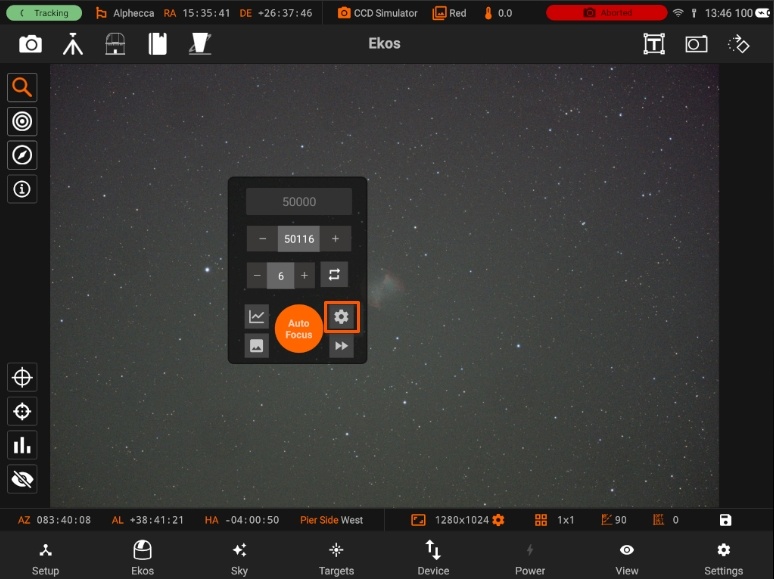 Tracking Alphecca RA 15:35:41 DE +26:37:46 CCD Simulator Red 0.0 Aborted 13:46 100
Ekos
50000
− 50116 +
− 6 +
Auto
Focus
AZ 083:40:08 AL +38:41:21 HA -04:00:50 Pier Side West 1280x1024 1x1 90 0
Setup Ekos Sky Targets Device Power View Settings